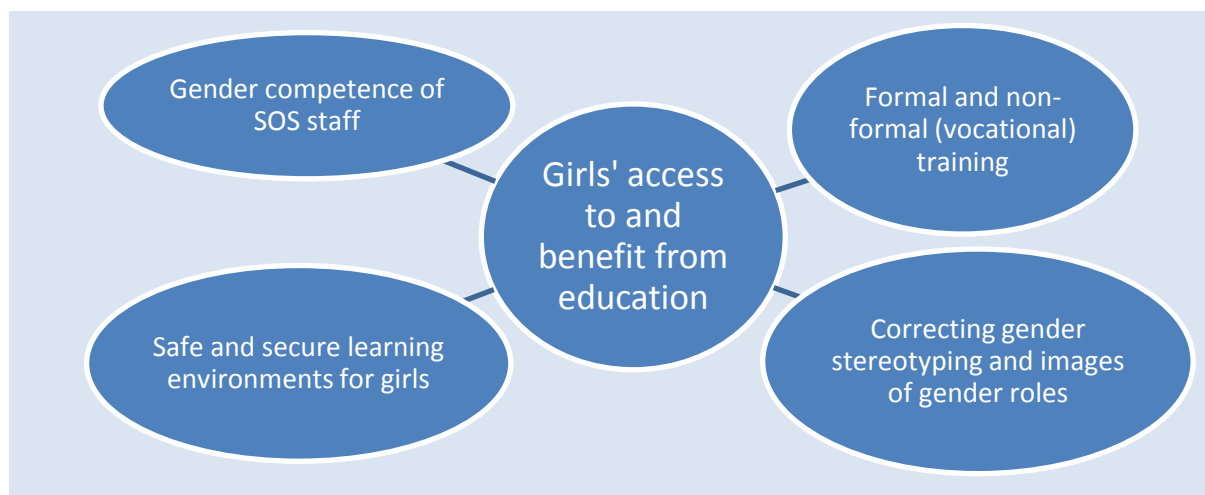 Gender competence of
SOS staff
Formal and non-
formal (vocational)
training
Girls' access
to and
benefit from
education
Safe and secure learning
environments for girls
Correcting gender
stereotyping and images
of gender roles